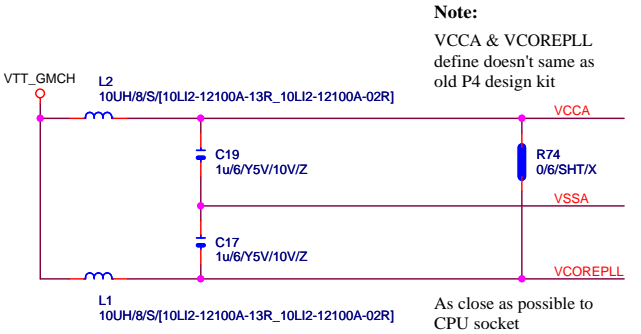 Note:
VCCA & VCOREPLL
define doesn't same as
old P4 design kit
VTT_GMCH
L2
10UH/8/S/[10LI2-12100A-13R_10LI2-12100A-02R]
VCCA
C19
1u/6/Y5V/10V/Z
R74
0/6/SHT/X
VSSA
C17
1u/6/Y5V/10V/Z
VCOREPLL
L1
10UH/8/S/[10LI2-12100A-13R_10LI2-12100A-02R]
As close as possible to
CPU socket